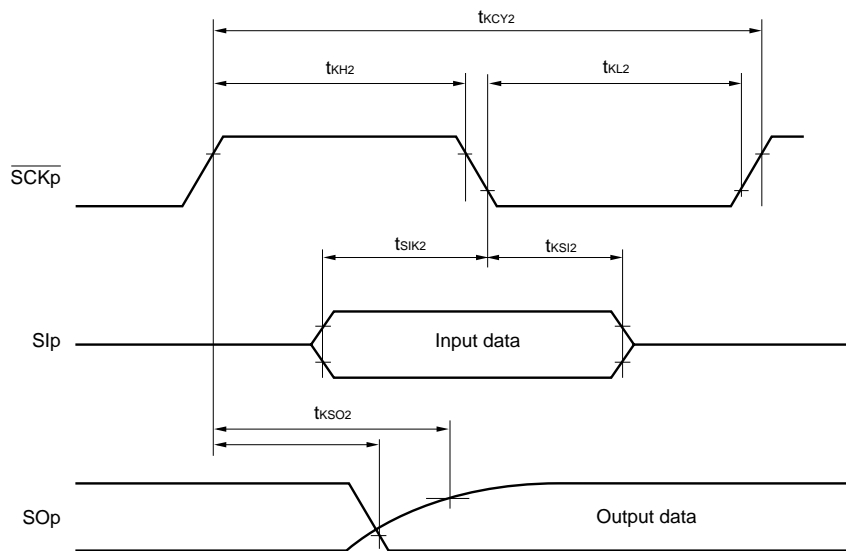 tKCY2
tKH2
tKL2
SCKp
tSIK2
tKSI2
SIp
Input data
tKSO2
SOp
Output data